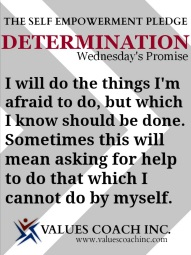 THE SELF EMPOWERMENT PLEDGE
DETERMINATION
Wednesday's Promise
I will do the things I'm
afraid to do, but which
I know should be done.
Sometimes this will
mean asking for help
to do that which I
cannot do by myself.
VALUES COACH INC.
www.valuescoachinc.com